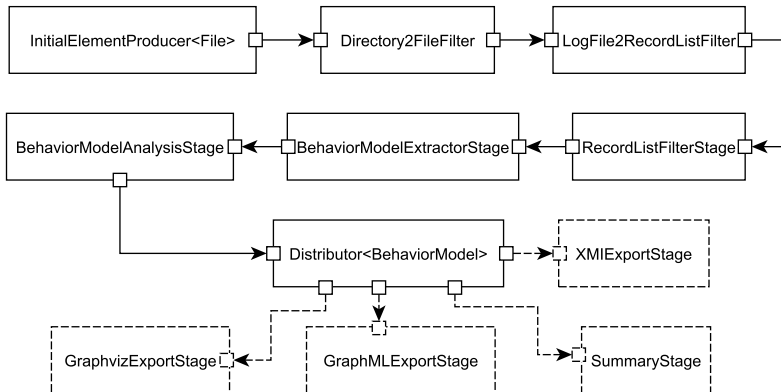 InitialElementProducer<File>
Directory2FileFilter
LogFile2RecordListFilter
BehaviorModelAnalysisStage
BehaviorModelExtractorStage
RecordListFilterStage
Distributor<BehaviorModel>
XMIExportStage
GraphvizExportStage
GraphMLExportStage
SummaryStage